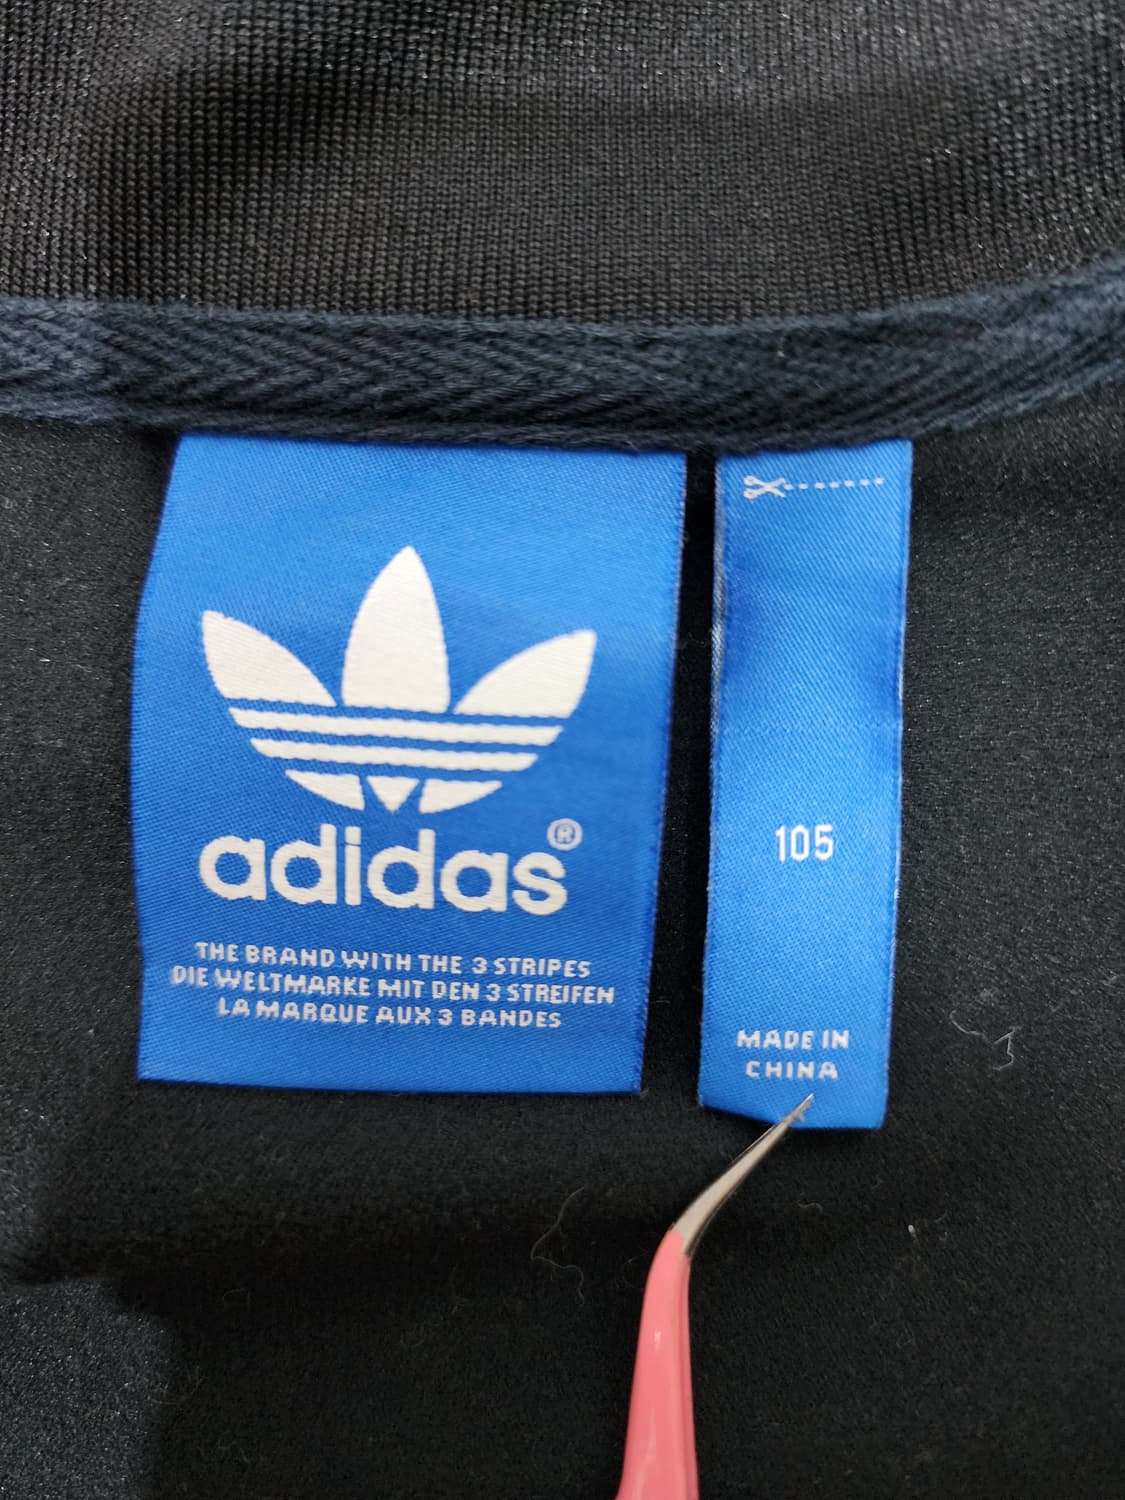 adidas®
THE BRAND WITH THE 3 STRIPES
DIE WELTMARKE MIT DEN 3 STREIFEN
LA MARQUE AUX 3 BANDES
105
MADE IN
CHINA